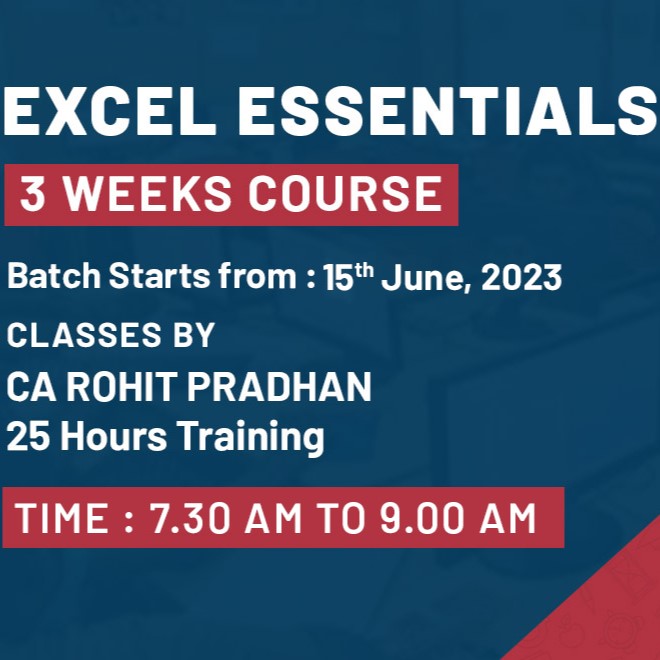 EXCEL ESSENTIALS
3 WEEKS COURSE
Batch Starts from : 15th June, 2023
CLASSES BY
CA ROHIT PRADHAN
25 Hours Training
TIME : 7.30 AM TO 9.00 AM